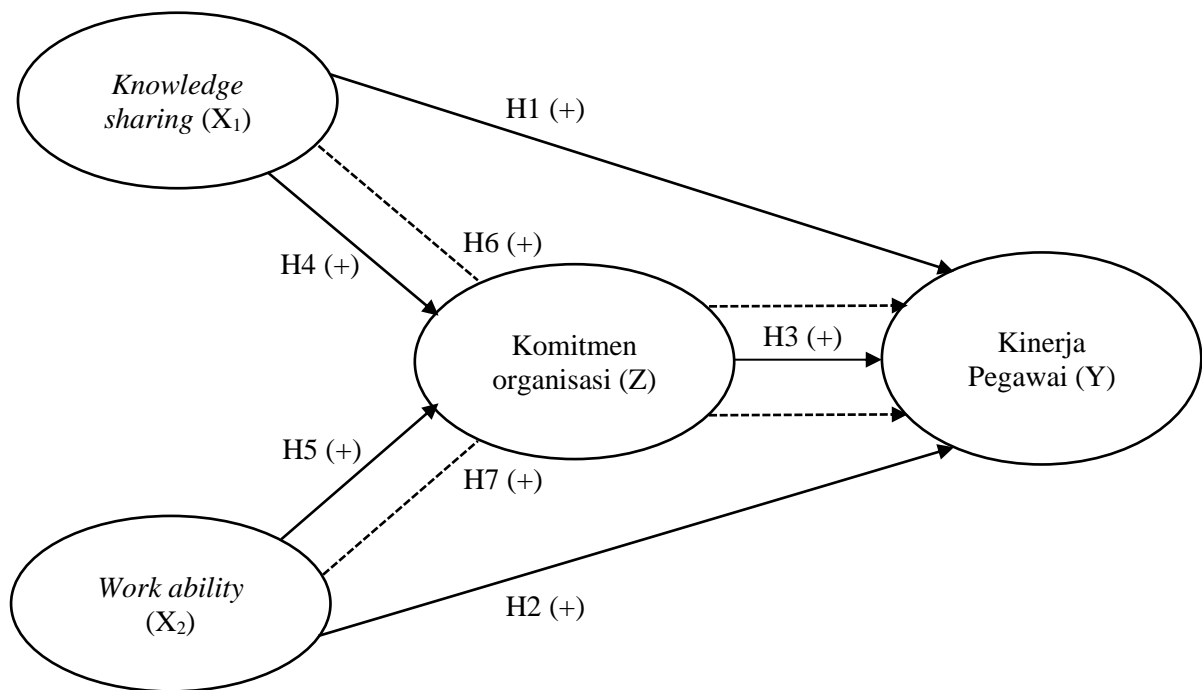 Knowledge
sharing (X₁)
H1 (+)
H6 (+)
H4 (+)
Komitmen
organisasi (Z)
H3 (+)
Kinerja
Pegawai (Y)
H5 (+)
H7 (+)
Work ability
(X₂)
H2 (+)